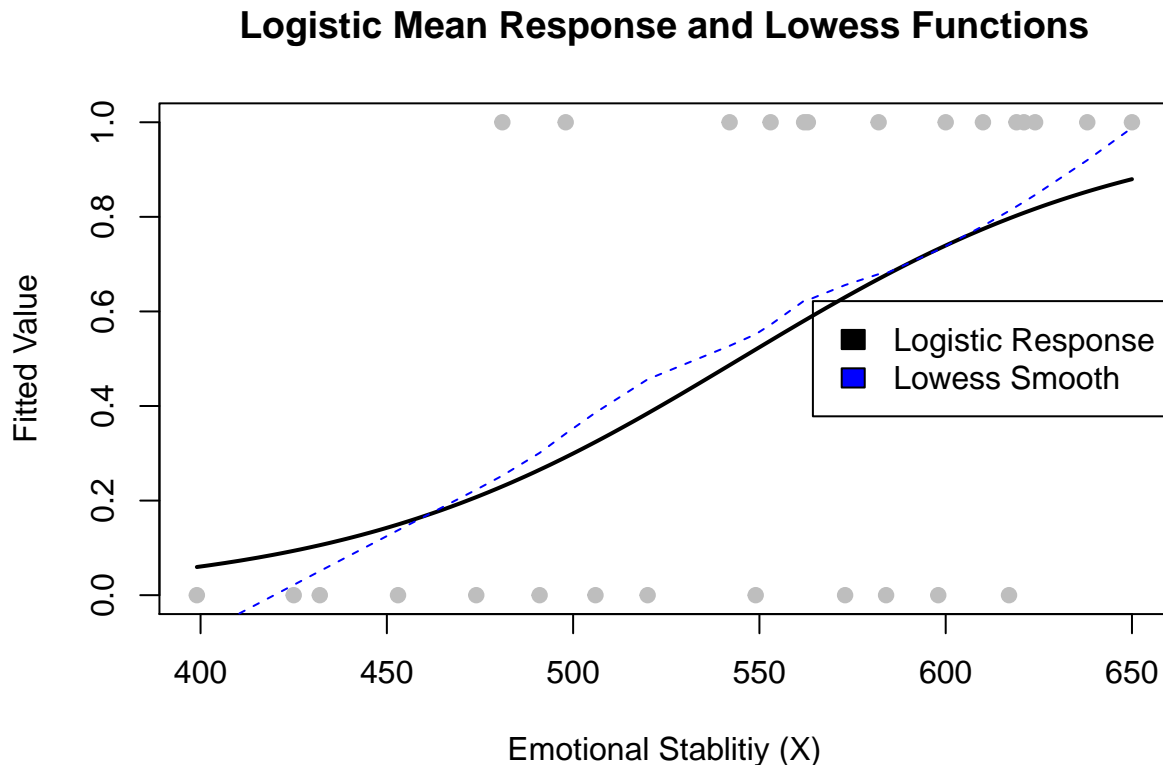 Logistic Mean Response and Lowess Functions
1.0
0.8
0.6
0.4
0.2
0.0
Fitted Value
Logistic Response
Lowess Smooth
400 450 500 550 600 650
Emotional Stablitiy (X)